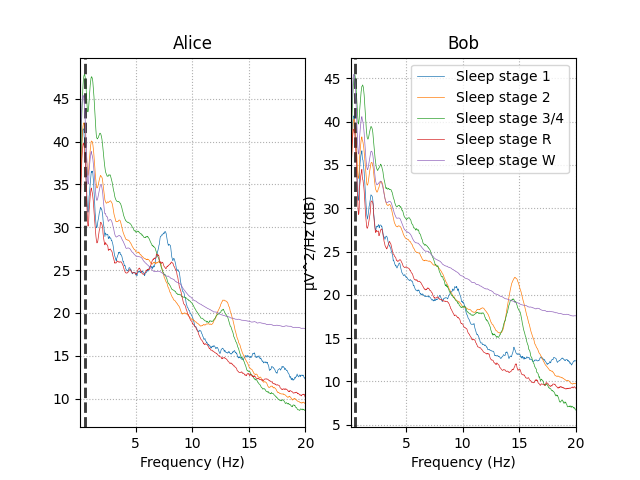 Alice
45
40
35
30
25
20
15
10
5
10
15
20
Frequency (Hz)
Bob
Sleep stage 1
Sleep stage 2
Sleep stage 3/4
Sleep stage R
Sleep stage W
µV^2/Hz (dB)
45
40
35
30
25
20
15
10
5
5
10
15
20
Frequency (Hz)